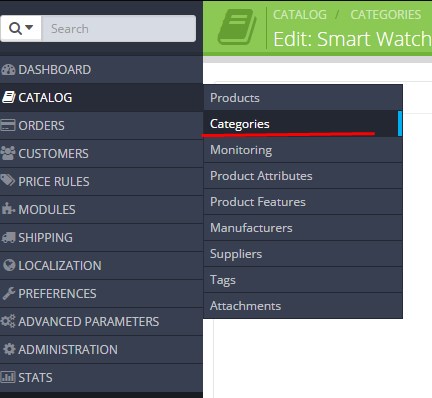 Search
CATALOG / CATEGORIES
Edit: Smart Watch
DASHBOARD
CATALOG
ORDERS
CUSTOMERS
PRICE RULES
MODULES
SHIPPING
LOCALIZATION
PREFERENCES
ADVANCED PARAMETERS
ADMINISTRATION
STATS
Products
Categories
Monitoring
Product Attributes
Product Features
Manufacturers
Suppliers
Tags
Attachments